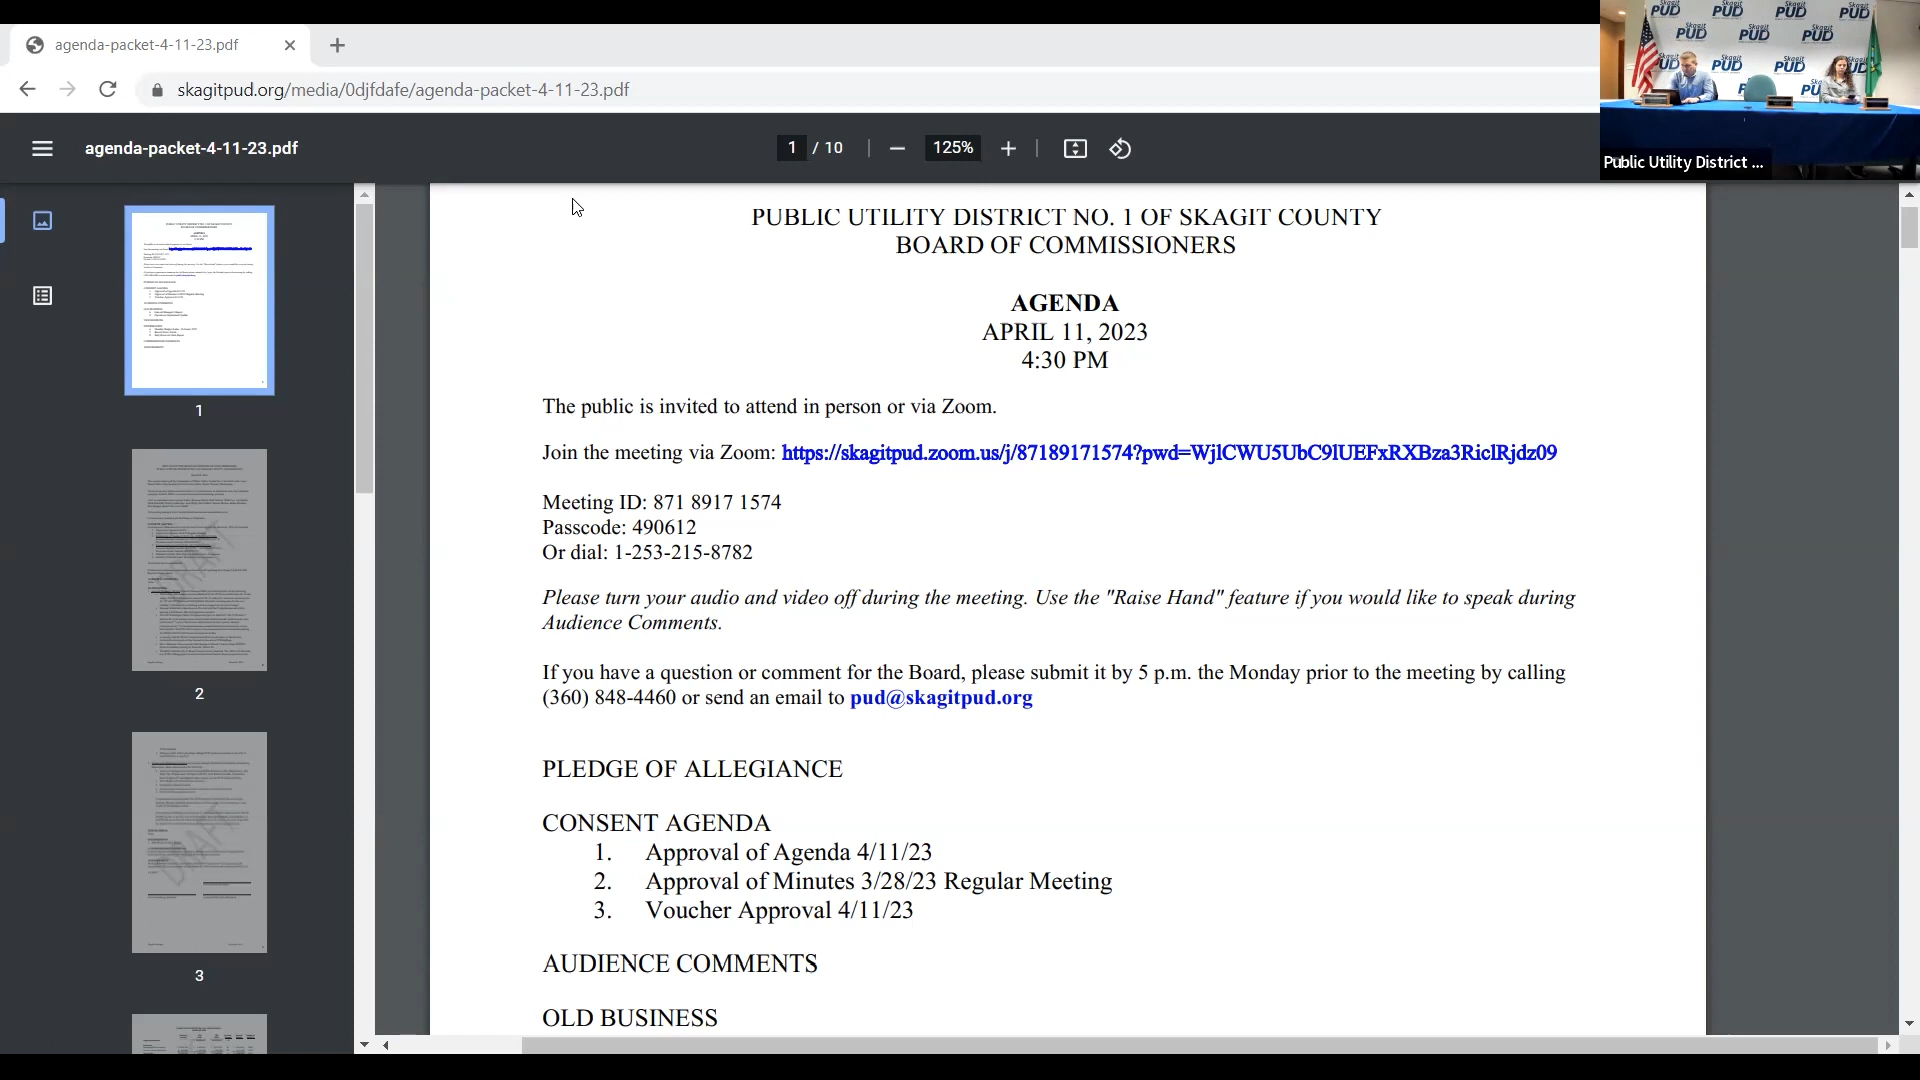 agenda-packet-4-11-23.pdf
skagitpud.org/media/0djfdafe/agenda-packet-4-11-23.pdf
agenda-packet-4-11-23.pdf
1 / 10
125%
Skagit PUD
Public Utility District ...
1
2
3
DRAFT
DRAFT
PUBLIC UTILITY DISTRICT NO. 1 OF SKAGIT COUNTY
BOARD OF COMMISSIONERS
AGENDA
APRIL 11, 2023
4:30 PM
The public is invited to attend in person or via Zoom.
Join the meeting via Zoom: https://skagitpud.zoom.us/j/87189171574?pwd=WjlCWU5UbC9lUEFxRXBza3RiclRjdz09
Meeting ID: 871 8917 1574
Passcode: 490612
Or dial: 1-253-215-8782
Please turn your audio and video off during the meeting. Use the "Raise Hand" feature if you would like to speak during
Audience Comments.
If you have a question or comment for the Board, please submit it by 5 p.m. the Monday prior to the meeting by calling
(360) 848-4460 or send an email to pud@skagitpud.org
PLEDGE OF ALLEGIANCE
CONSENT AGENDA
1. Approval of Agenda 4/11/23
2. Approval of Minutes 3/28/23 Regular Meeting
3. Voucher Approval 4/11/23
AUDIENCE COMMENTS
OLD BUSINESS